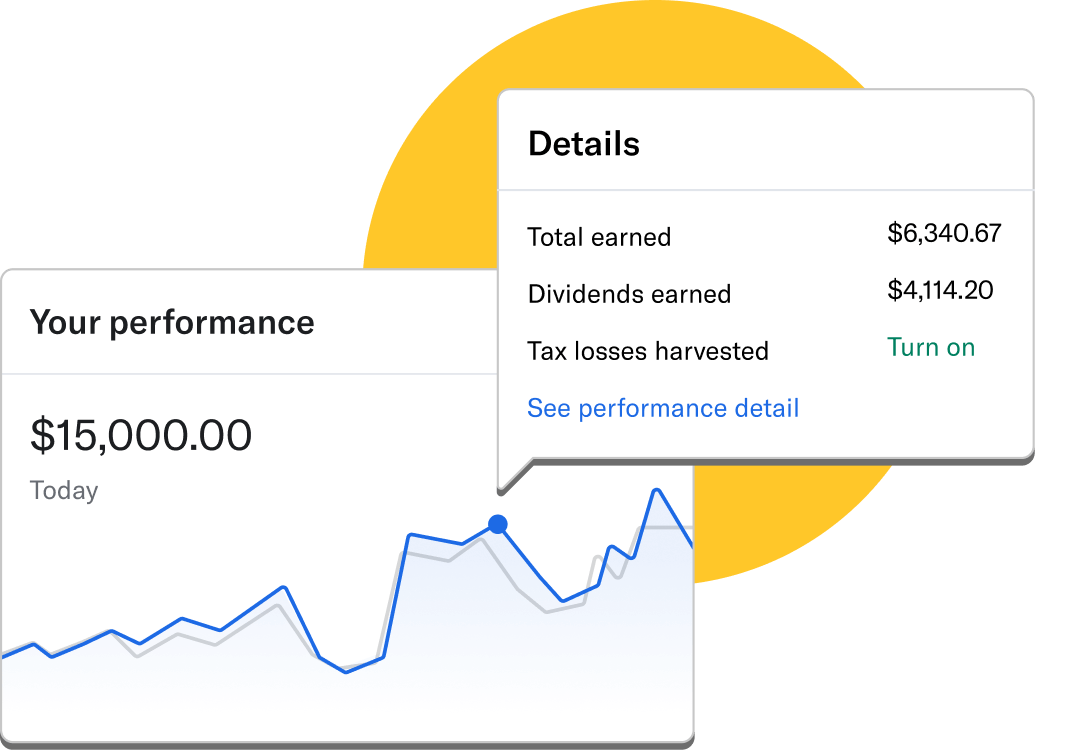 Details
Total earned $6,340.67
Dividends earned $4,114.20
Tax losses harvested Turn on
See performance detail
Your performance
$15,000.00
Today